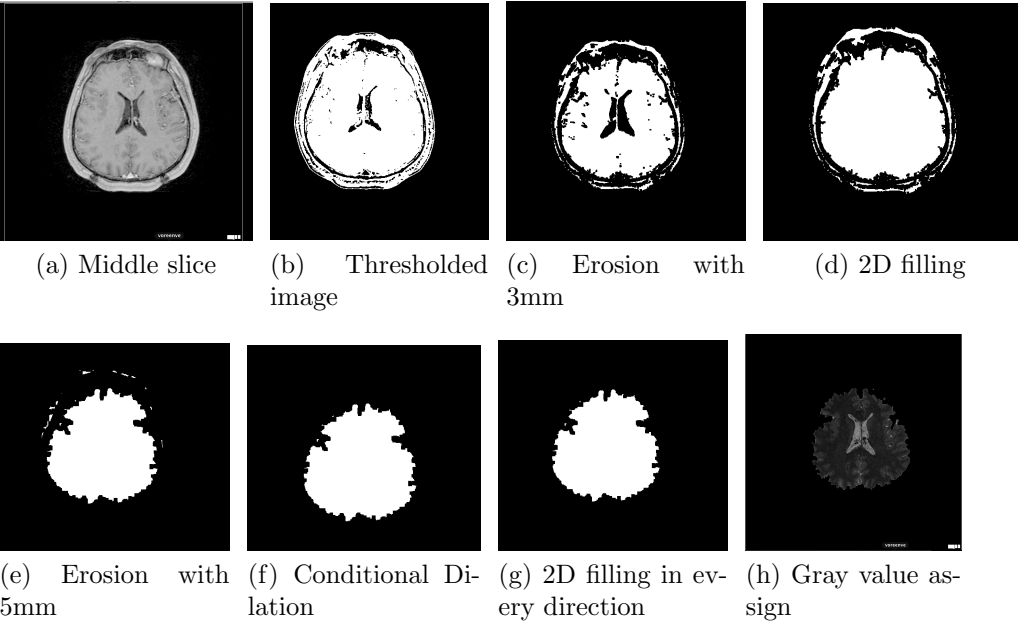 (a) Middle slice
(b) Thresholded
image
(c) Erosion with
3mm
(d) 2D filling
(e) Erosion with
5mm
(f) Conditional Di-
lation
(g) 2D filling in ev-
ery direction
(h) Gray value as-
sign